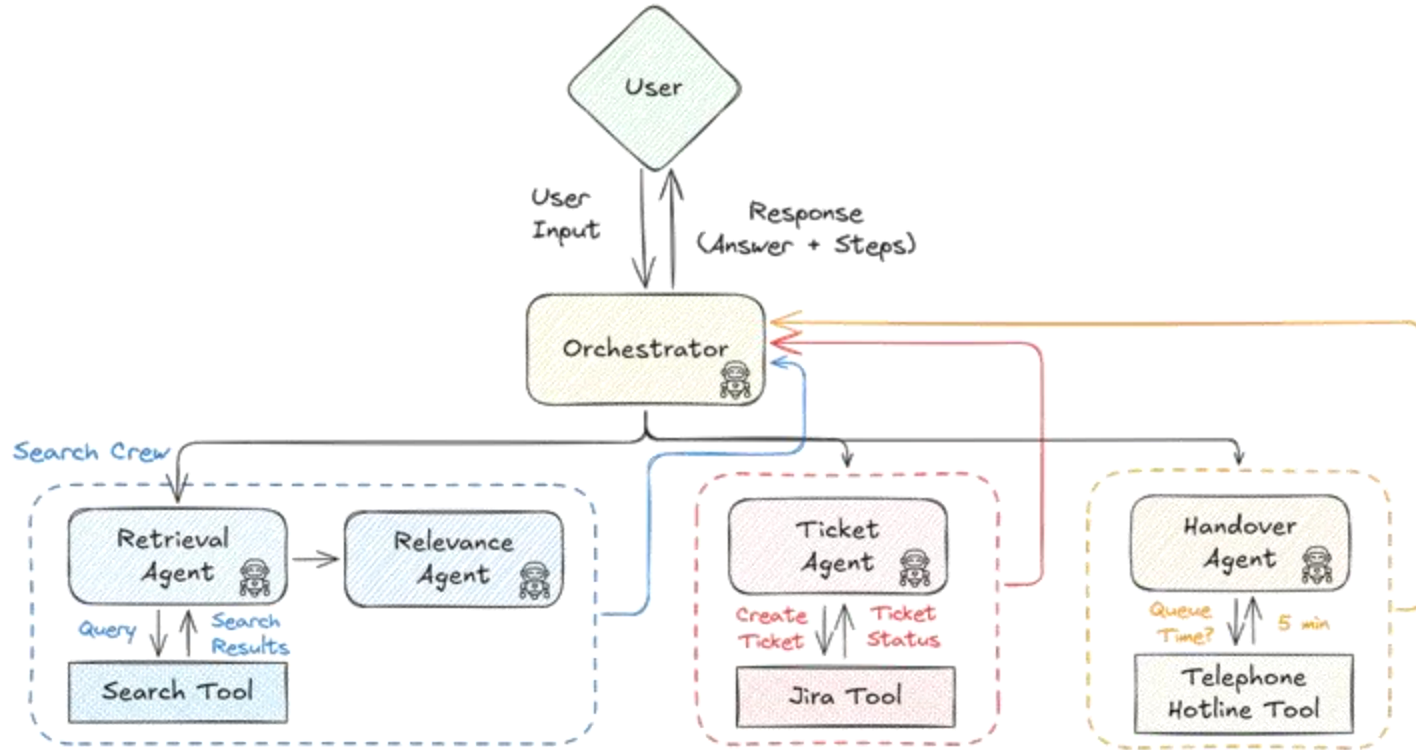 User
User
Input
Response
(Answer + Steps)
Orchestrator
Search Crew
Retrieval
Agent
Relevance
Agent
Query
Search
Results
Search Tool
Ticket
Agent
Create
Ticket
Ticket
Status
Jira Tool
Handover
Agent
Queue
Time?
5 min
Telephone
Hotline Tool